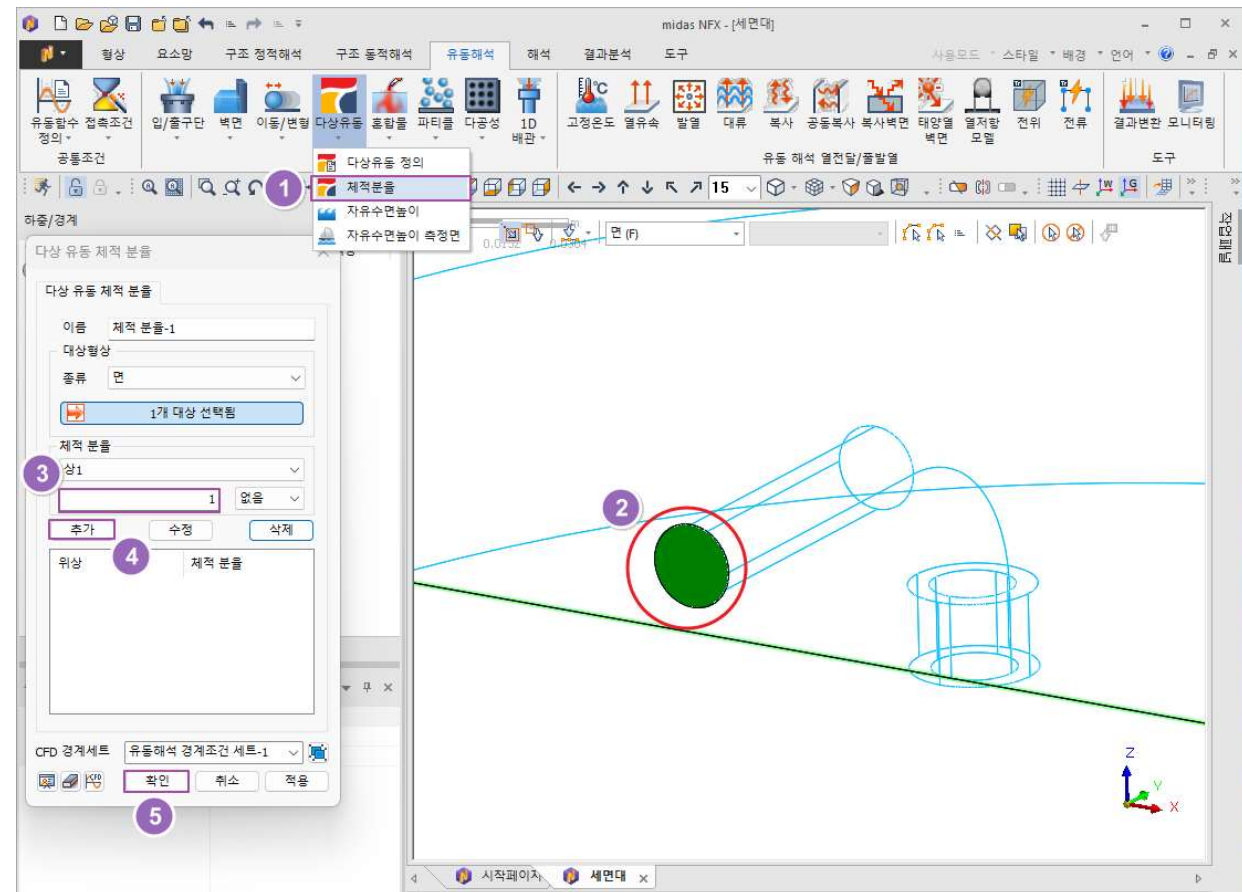 midas NFX - [세면대]
형상 요소망 구조 정적해석 구조 동적해석 유동해석 해석 결과분석 도구 사용모드 스타일 배경 언어
유동함수 정의 접촉조건 입/출구단 벽면 이동/변형 다상유동 혼합물 파티클 다공성 1D 배관 고정온도 열유속 발열 대류 복사 공동복사 복사벽면 태양열 벽면 열저항 모델 전위 전류 결과변환 모니터링
공통조건 유동 해석 열전달/줄발열 도구
다상유동 정의
1 체적분율
자유수면높이
자유수면높이 측정면
15
하중/경계
면 (F)
작업패널
다상 유동 체적 분율
다상 유동 체적 분율
이름 체적 분율-1
대상형상
종류 면
1개 대상 선택됨
체적 분율
3 상1
1 없음
추가 수정 삭제
4
위상 체적 분율
2
CFD 경계세트 유동해석 경계조건 세트-1
확인 취소 적용
5
Z
Y
X
시작페이지 세면대